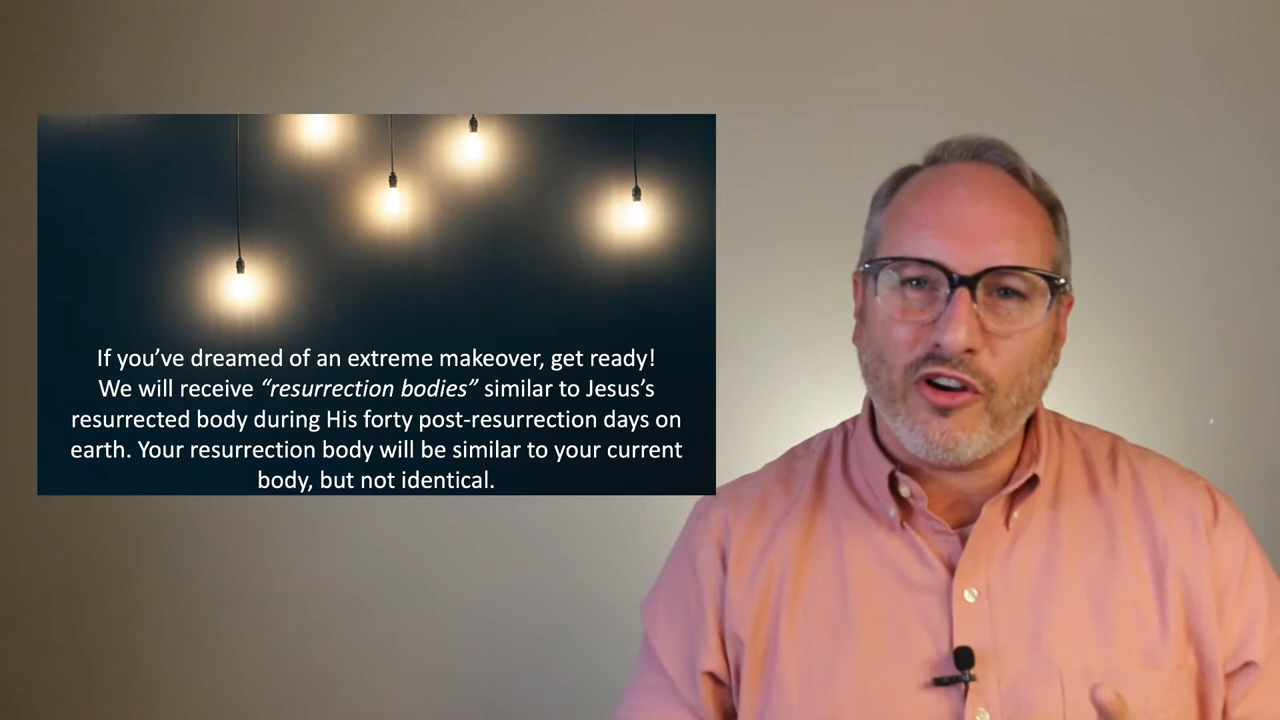 If you’ve dreamed of an extreme makeover, get ready!
We will receive “resurrection bodies” similar to Jesus’s
resurrected body during His forty post-resurrection days on
earth. Your resurrection body will be similar to your current
body, but not identical.